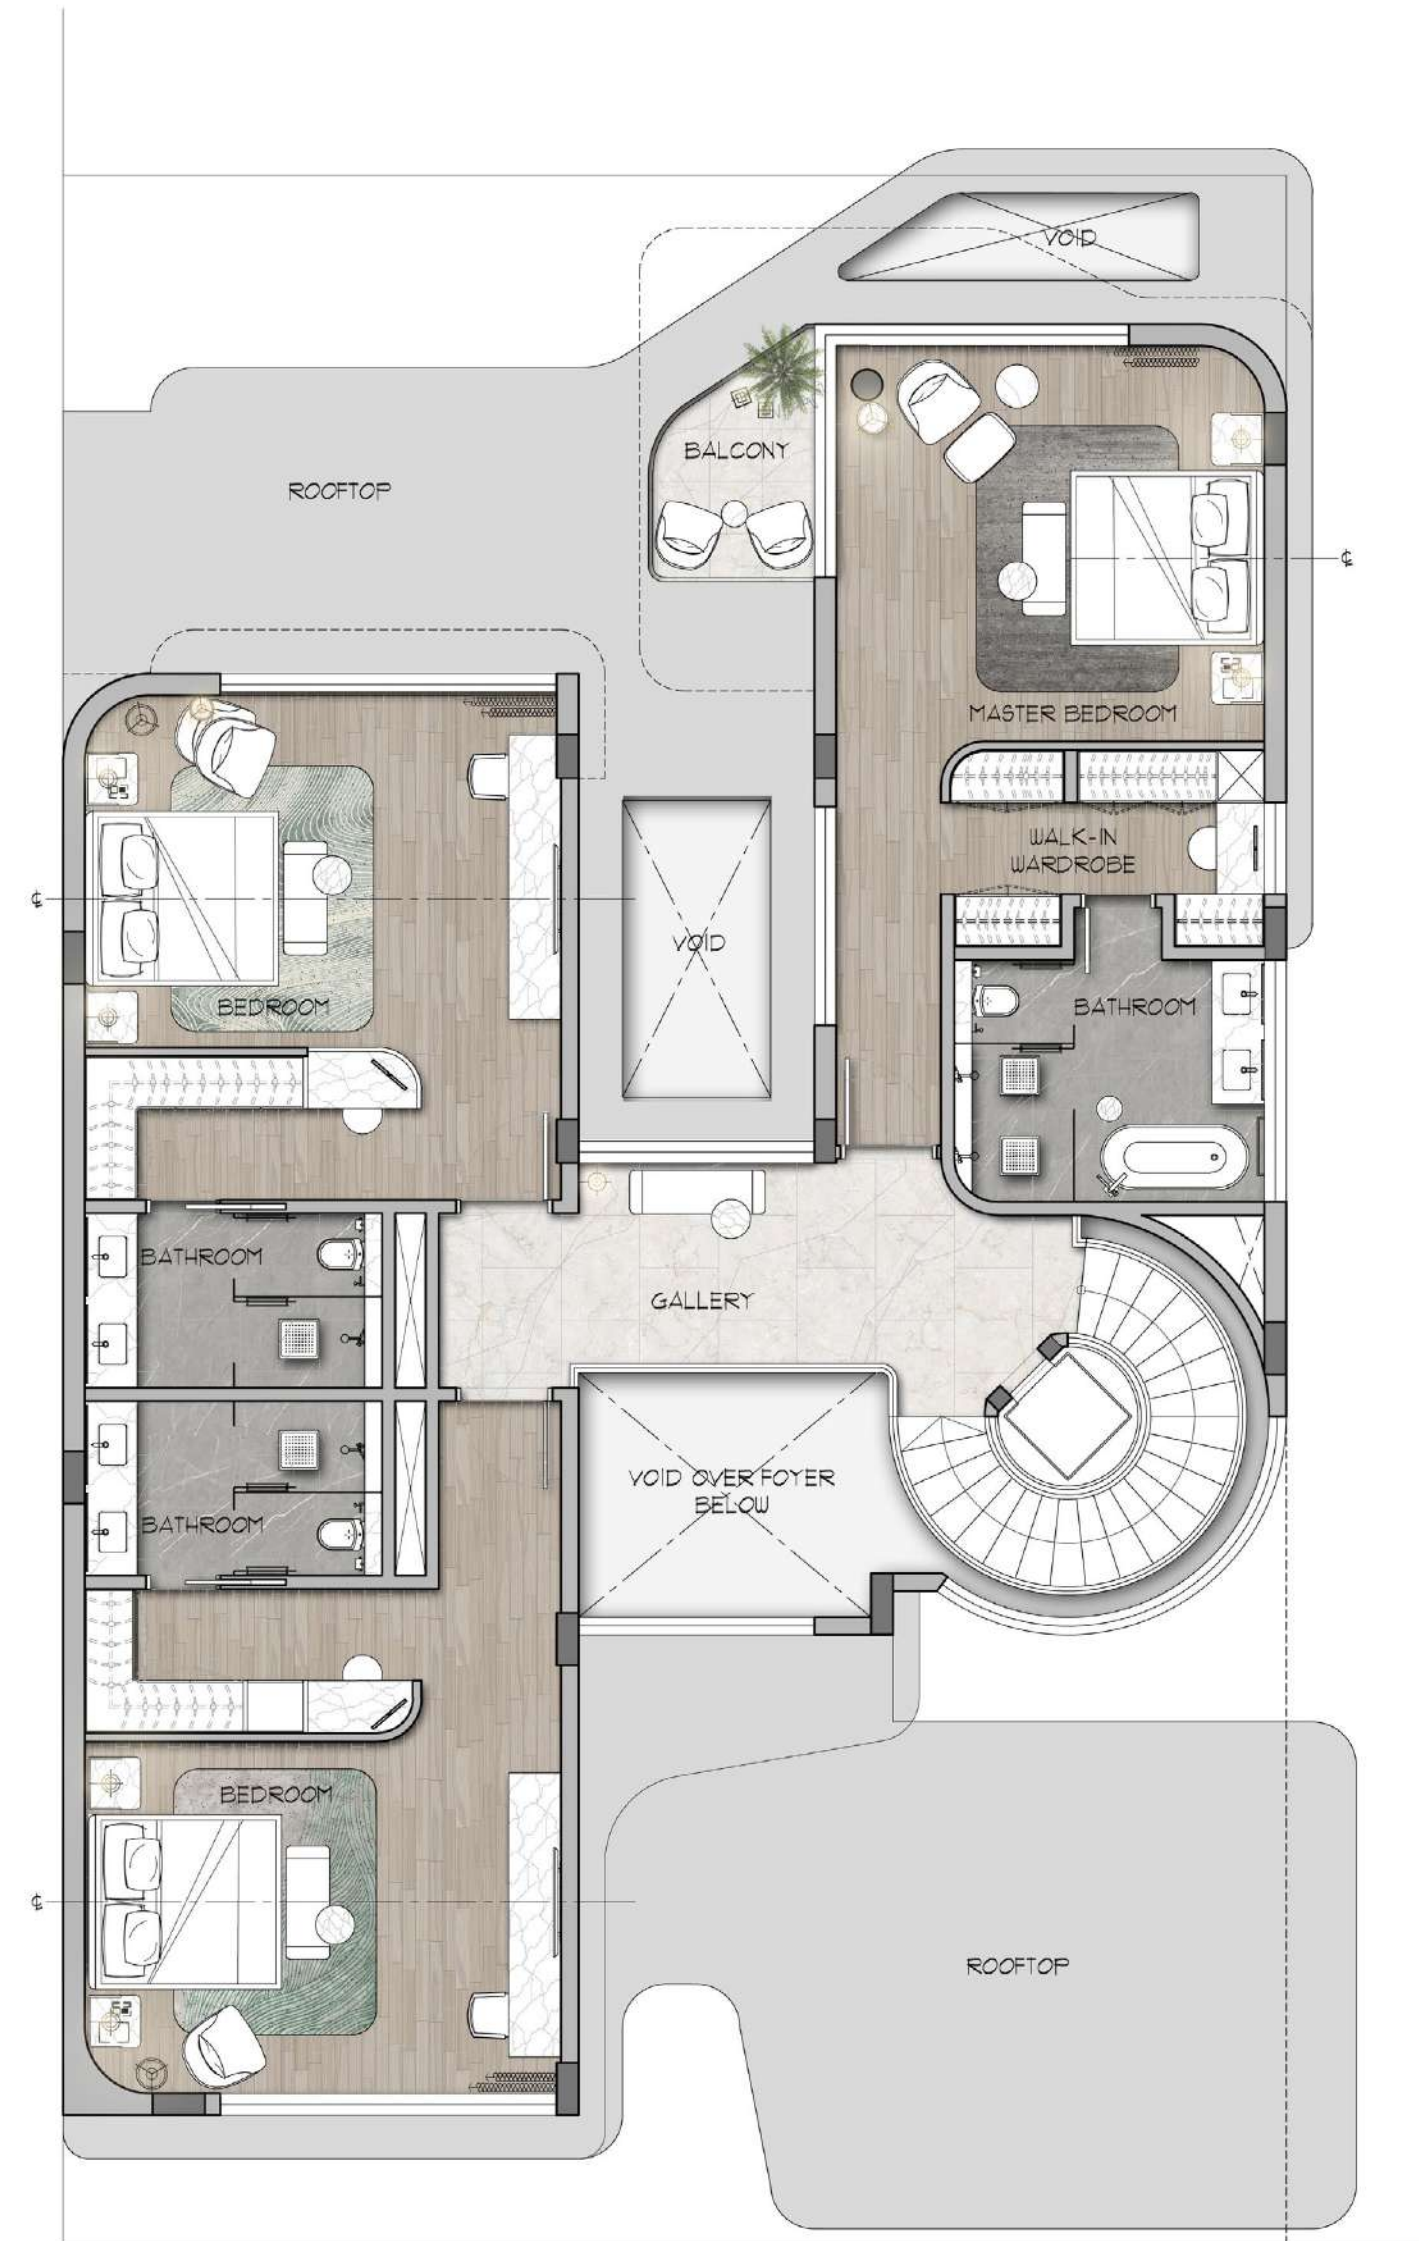 VOID
BALCONY
ROOFTOP
℄
MASTER BEDROOM
WALK-IN
WARDROBE
℄
VOID
BEDROOM
BATHROOM
BATHROOM
GALLERY
VOID OVER FOYER
BELOW
BATHROOM
BEDROOM
℄
ROOFTOP